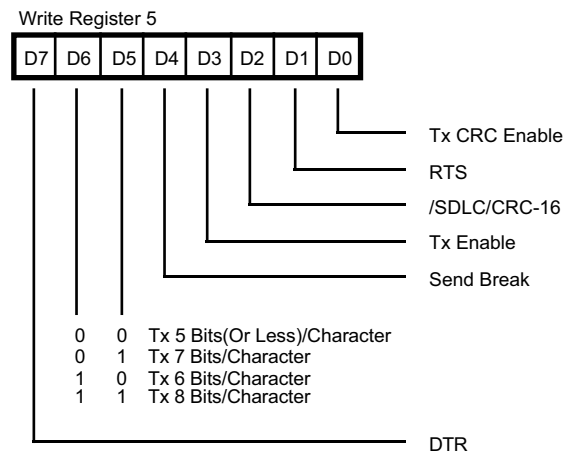 Write Register 5
D7 D6 D5 D4 D3 D2 D1 D0
Tx CRC Enable
RTS
/SDLC/CRC-16
Tx Enable
Send Break
0 0 Tx 5 Bits(Or Less)/Character
0 1 Tx 7 Bits/Character
1 0 Tx 6 Bits/Character
1 1 Tx 8 Bits/Character
DTR